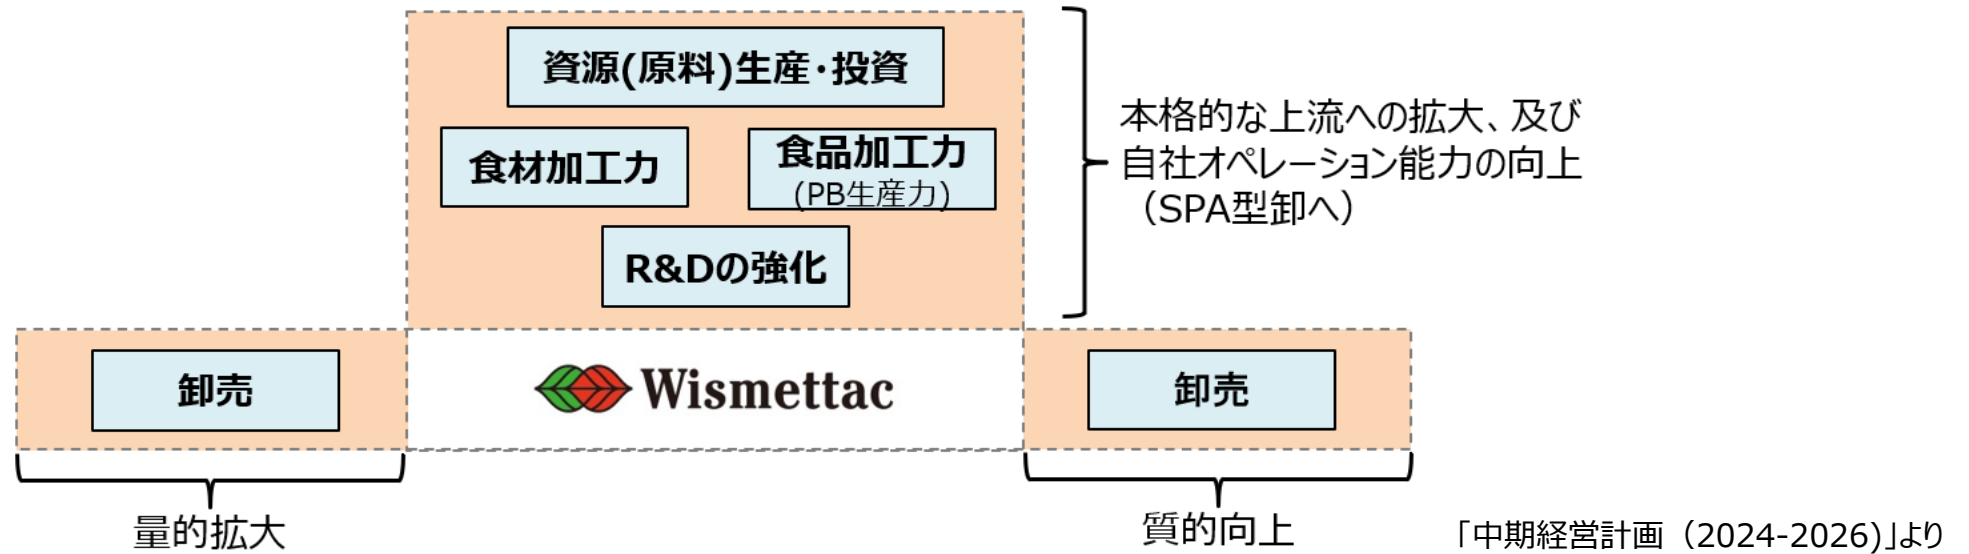 資源(原料)生産・投資
食材加工力
食品加工力
(PB生産力)
R&Dの強化
本格的な上流への拡大、及び
自社オペレーション能力の向上
（SPA型卸へ）
卸売
Wismettac
卸売
量的拡大
質的向上
「中期経営計画（2024-2026)」より